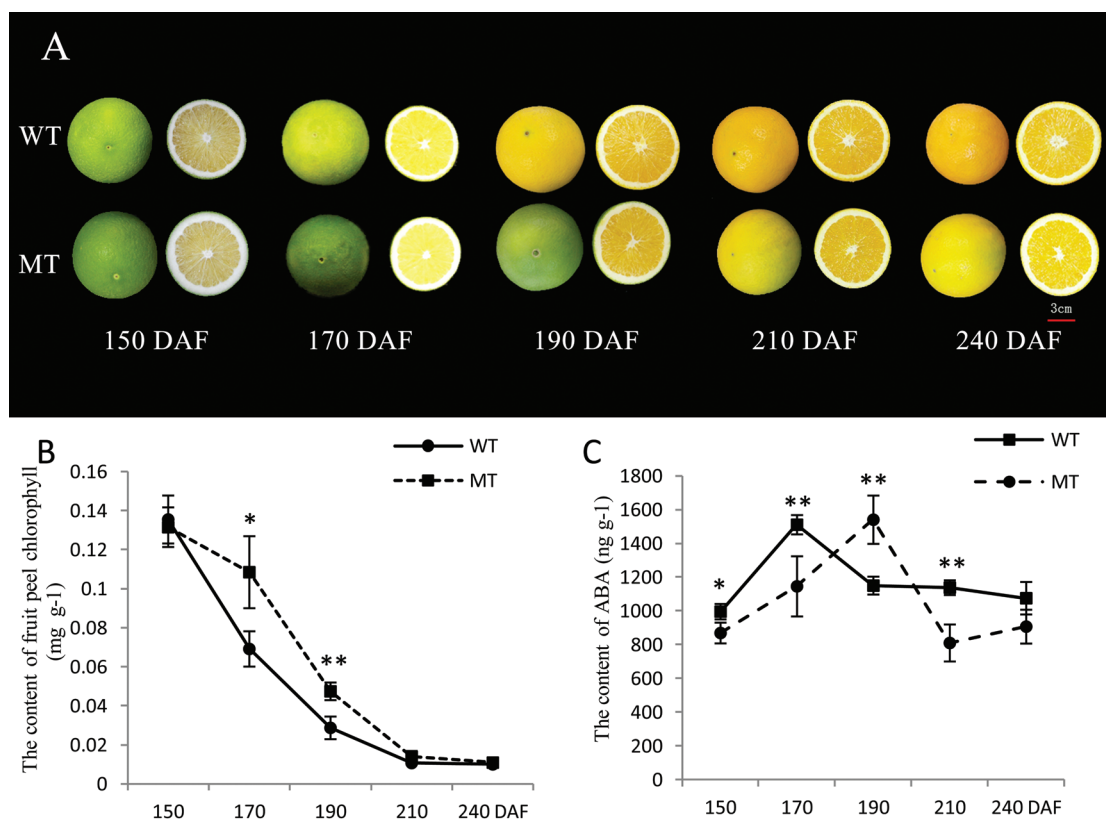 A
WT
MT
150 DAF 170 DAF 190 DAF 210 DAF 240 DAF
3cm
B
WT
MT
The content of fruit peel chlorophyll
(mg g-1)
0.16
0.14
0.12
0.1
0.08
0.06
0.04
0.02
0
*
**
150 170 190 210 240 DAF
C
WT
MT
The content of ABA (ng g-1)
1800
1600
1400
1200
1000
800
600
400
200
0
*
**
**
**
150 170 190 210 240 DAF